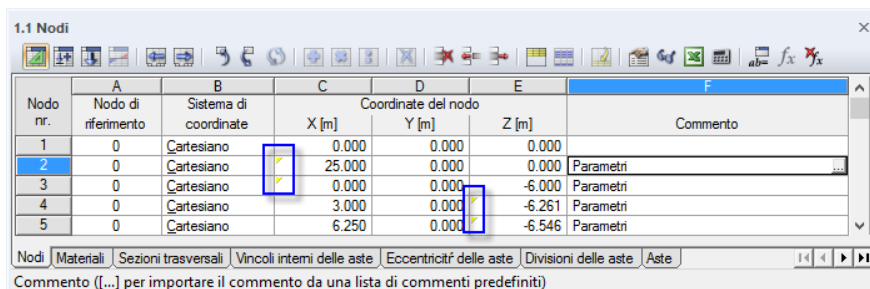 1.1 Nodi
A B C D E F
Nodo nr. Nodo di riferimento Sistema di coordinate Coordinate del nodo
X [m] Y [m] Z [m] Commento
1 0 Cartesiano 0.000 0.000 0.000
2 0 Cartesiano 25.000 0.000 0.000 Parametri ...
3 0 Cartesiano 0.000 0.000 -6.000 Parametri
4 0 Cartesiano 3.000 0.000 -6.261 Parametri
5 0 Cartesiano 6.250 0.000 -6.546 Parametri
Nodi Materiali Sezioni trasversali Vincoli interni delle aste Eccentricitŕ delle aste Divisioni delle aste Aste
Commento ([...] per importare il commento da una lista di commenti predefiniti)